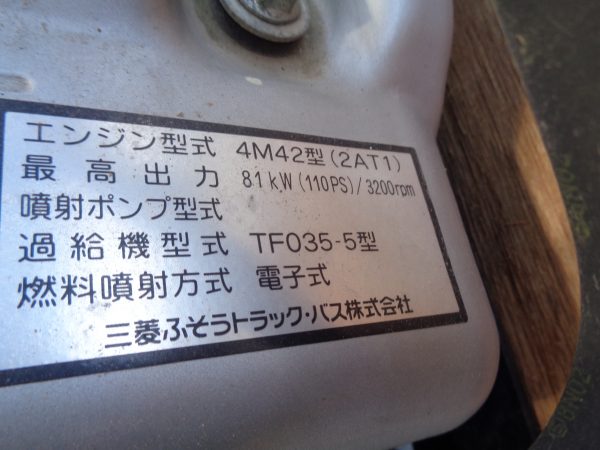 エンジン型式 4M42型(2AT1)
最高出力 81kW(110PS)/3200rpm
噴射ポンプ型式
過給機型式 TF035-5型
燃料噴射方式 電子式
三菱ふそうトラック・バス株式会社